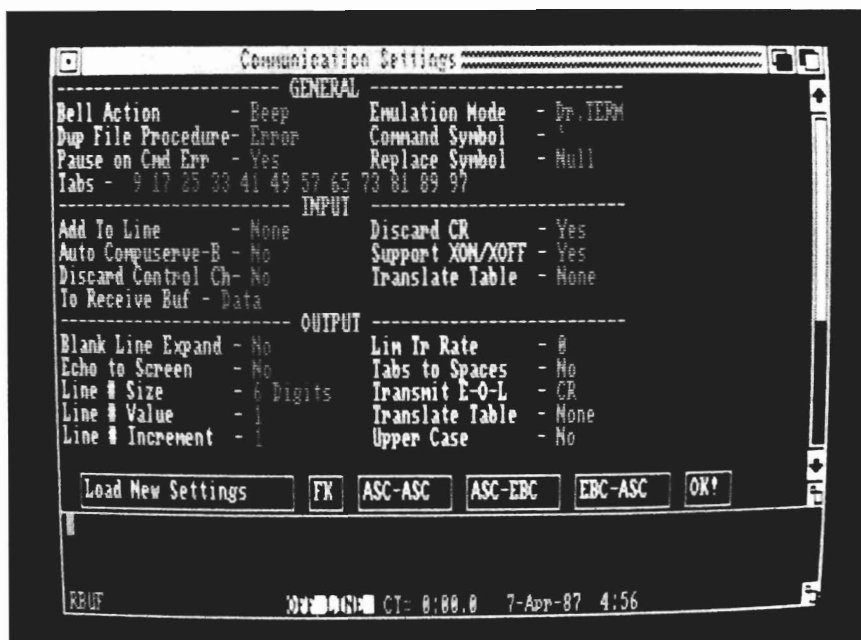 Communication Settings
---------------------- GENERAL ------------------------
Bell Action - Beep Emulation Mode - Dr.TERM
Dup File Procedure- Error Command Symbol - `
Pause on Cmd Err - Yes Replace Symbol - Null
Tabs - 9 17 25 33 41 49 57 65 73 81 89 97
----------------------- INPUT ------------------------
Add To Line - None Discard CR - Yes
Auto Compuserve-B - No Support XON/XOFF - Yes
Discard Control Ch- No Translate Table - None
To Receive Buf - Data
----------------------- OUTPUT ------------------------
Blank Line Expand - No Lim Tr Rate - 0
Echo to Screen - No Tabs to Spaces - No
Line # Size - 6 Digits Transmit E-O-L - CR
Line # Value - 1 Translate Table - None
Line # Increment - 1 Upper Case - No
Load New Settings FK ASC-ASC ASC-EBC EBC-ASC OK!
RBUF OFF LINE CT= 0:00.0 7-Apr-87 4:56